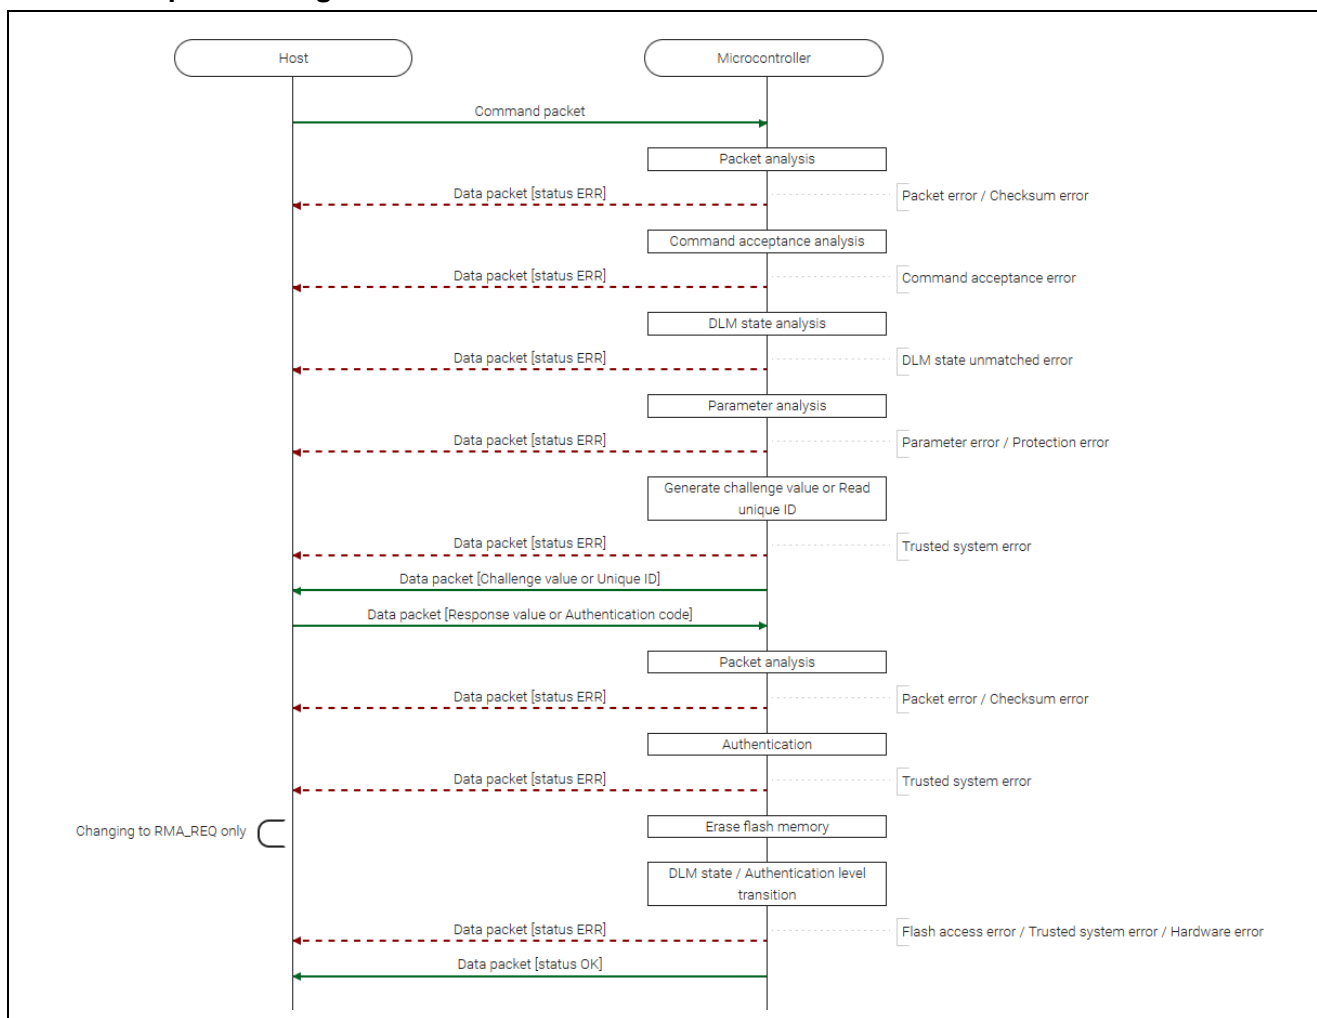 Host
Microcontroller
Command packet
Packet analysis
Data packet [status ERR]
Packet error / Checksum error
Command acceptance analysis
Data packet [status ERR]
Command acceptance error
DLM state analysis
Data packet [status ERR]
DLM state unmatched error
Parameter analysis
Data packet [status ERR]
Parameter error / Protection error
Generate challenge value or Read
unique ID
Data packet [status ERR]
Trusted system error
Data packet [Challenge value or Unique ID]
Data packet [Response value or Authentication code]
Packet analysis
Data packet [status ERR]
Packet error / Checksum error
Authentication
Data packet [status ERR]
Trusted system error
Changing to RMA_REQ only
Erase flash memory
DLM state / Authentication level
transition
Data packet [status ERR]
Flash access error / Trusted system error / Hardware error
Data packet [status OK]